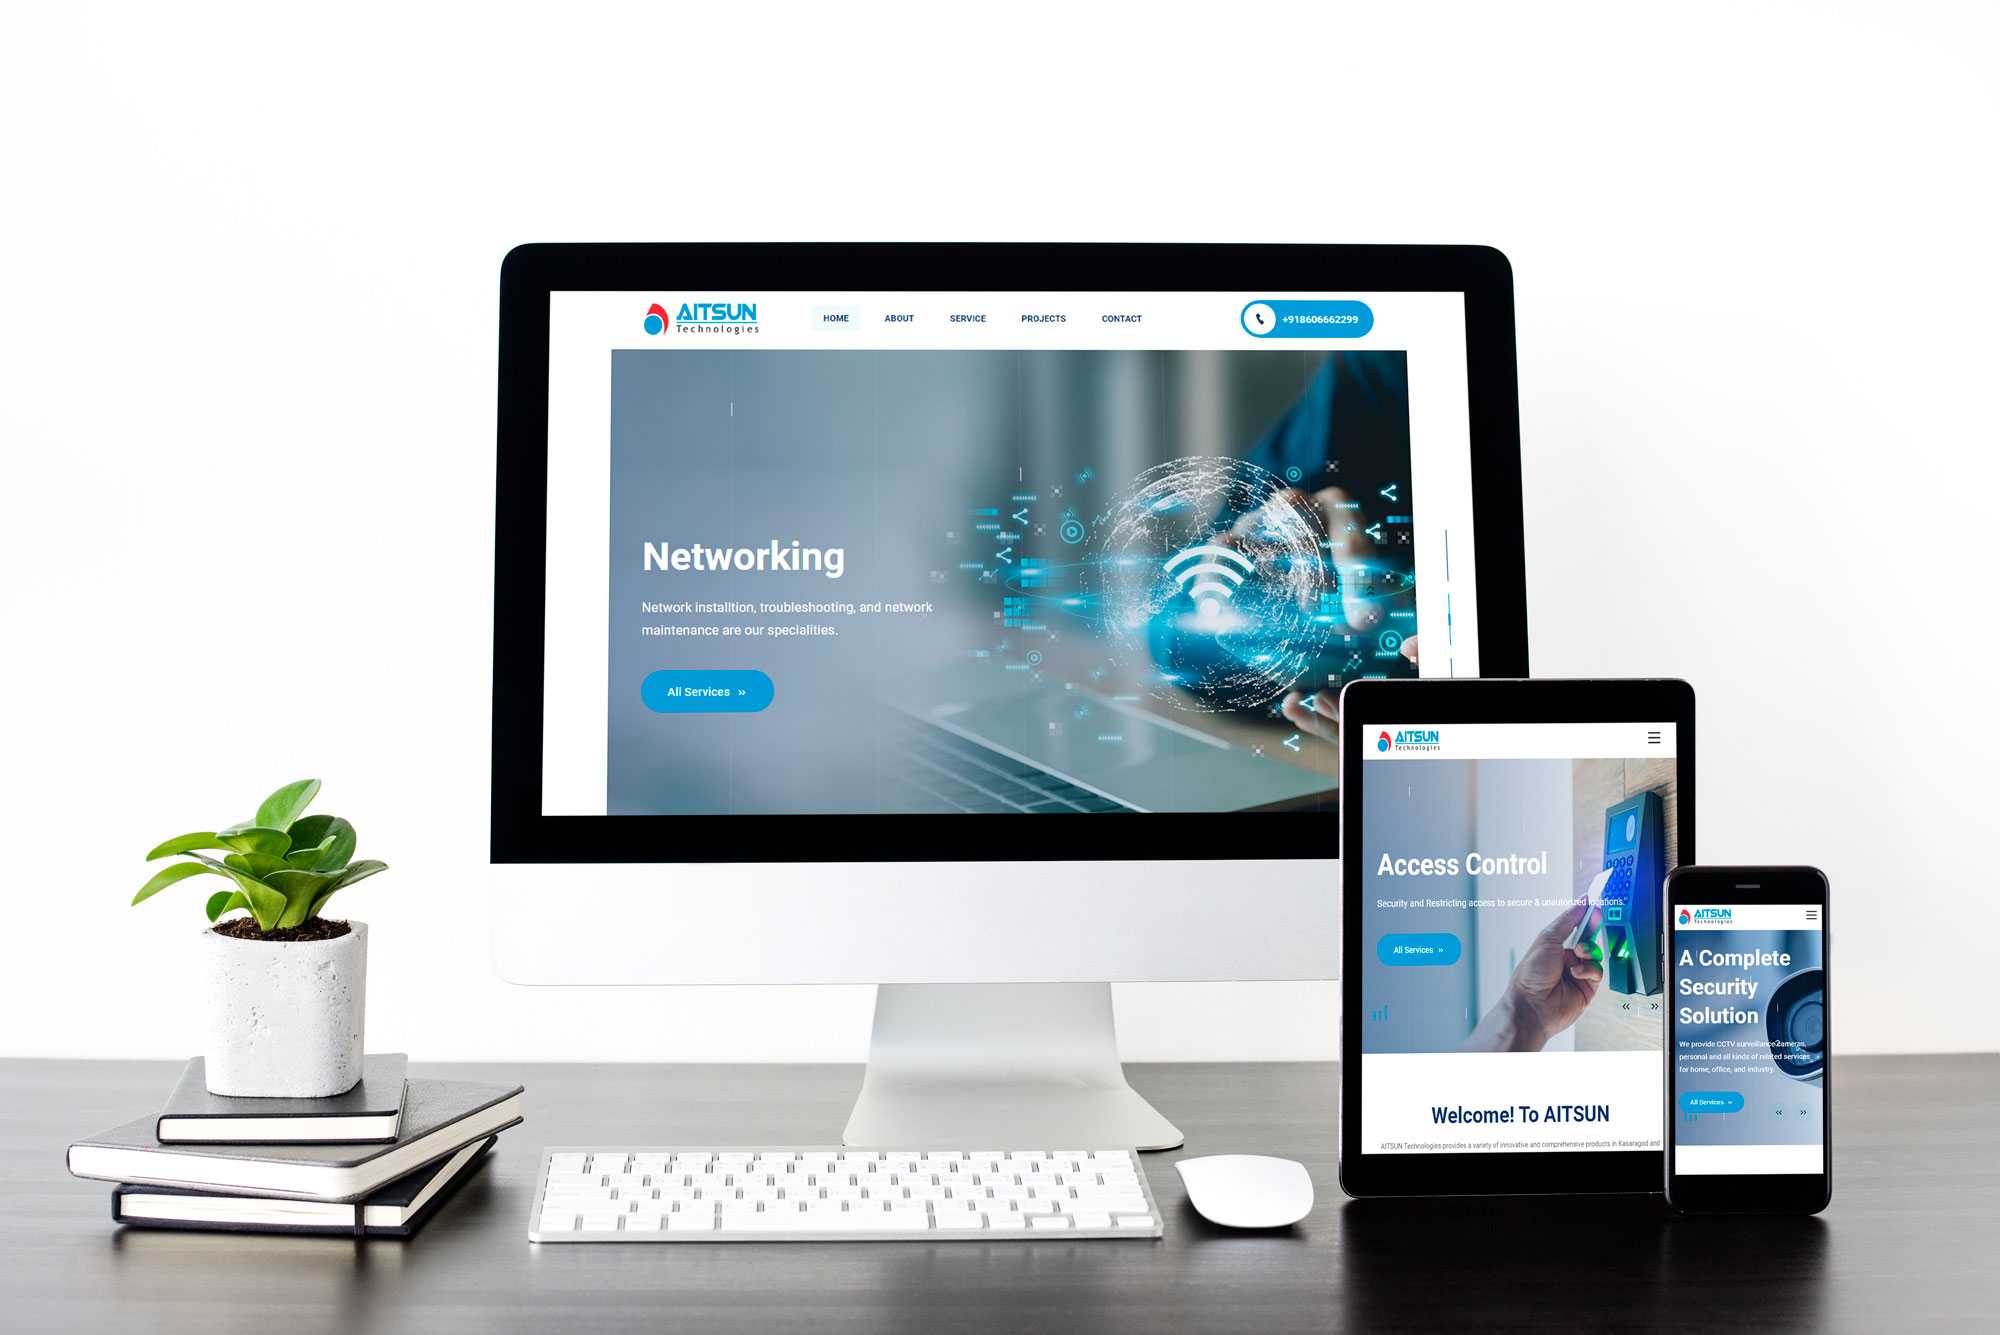 AITSUN
Technologies
HOME
ABOUT
SERVICE
PROJECTS
CONTACT
+918606662299
Networking
Network installtion, troubleshooting, and network
maintenance are our specialities.
All Services »
AITSUN
Technologies
Access Control
Security and Restricting access to secure & unautorized locations.
All Services »
« »
Welcome! To AITSUN
AITSUN Technologies provides a variety of innovative and comprehensive products in Kasaragod and
AITSUN
Technologies
A Complete
Security
Solution
We provide CCTV surveillance cameras,
personal and all kinds of related services
for home, office, and industry.
All Services »
« »